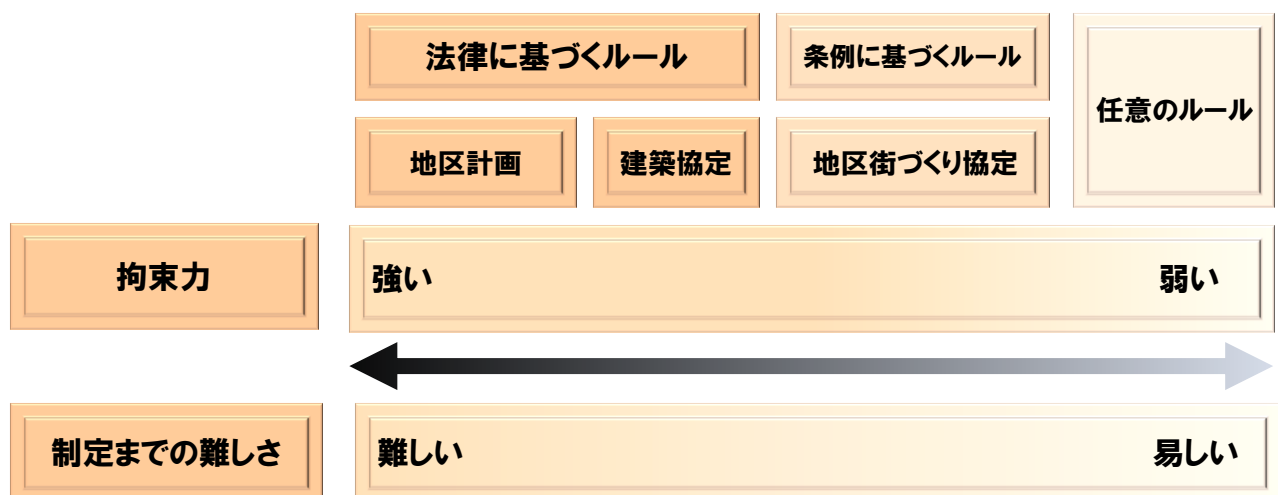 法律に基づくルール
条例に基づくルール
任意のルール
地区計画
建築協定
地区街づくり協定
拘束力
強い
弱い
制定までの難しさ
難しい
易しい